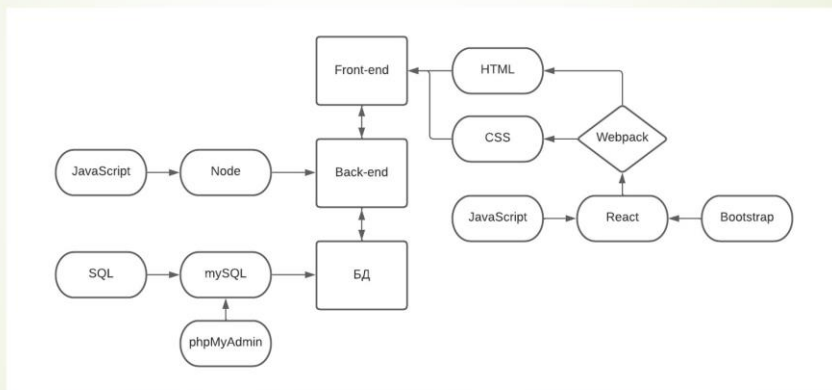 Front-end
HTML
CSS
Webpack
JavaScript
Node
Back-end
JavaScript
React
Bootstrap
SQL
mySQL
БД
phpMyAdmin